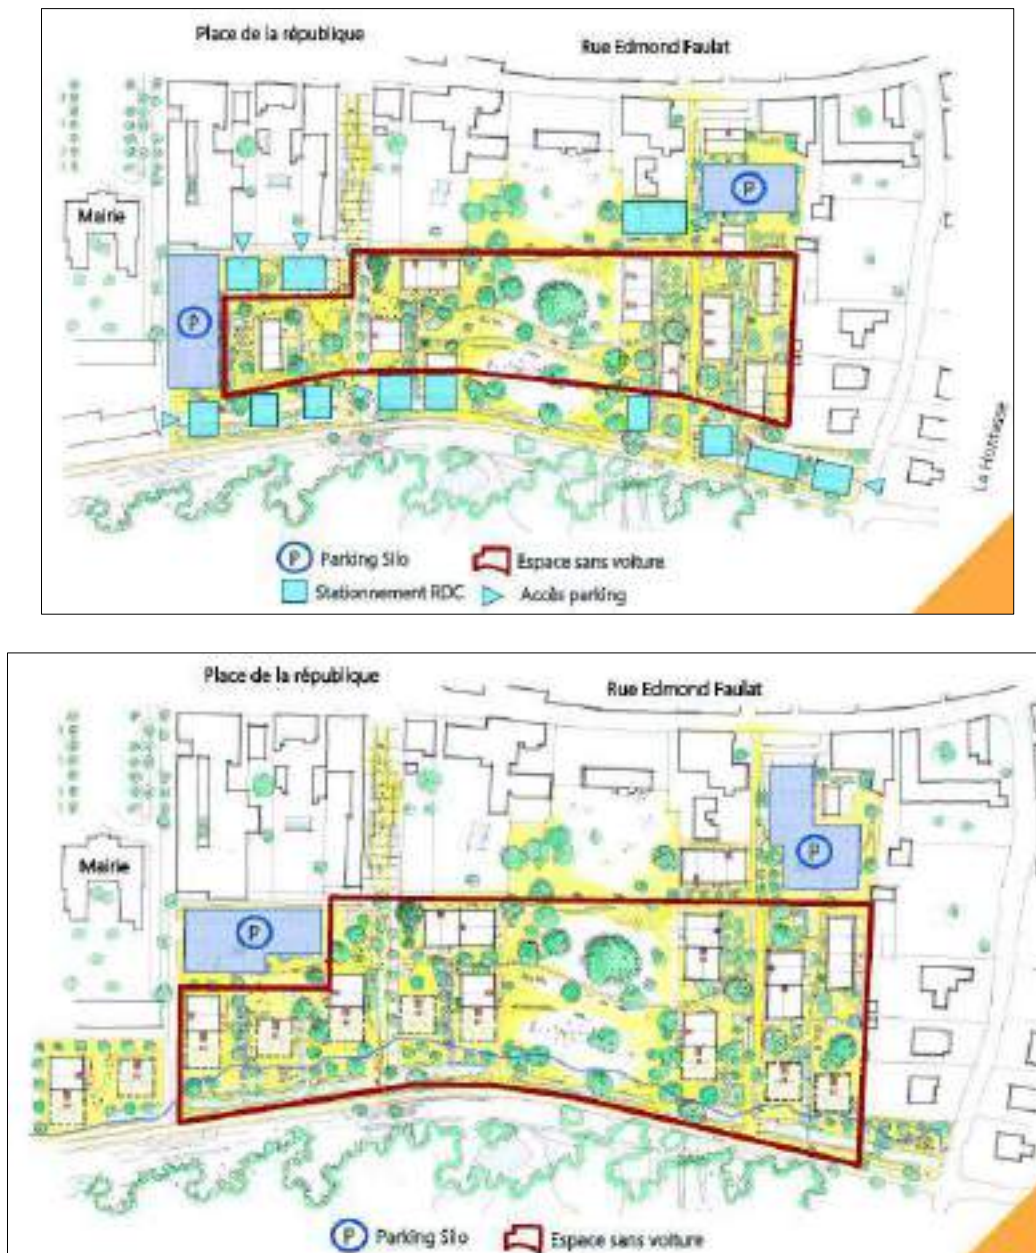 Place de la république
Rue Edmond Faulat
P
Mairie
P
La Hontasse
P Parking Silo
Espace sans voiture
Stationnement RDC
Accès parking
Place de la république
Rue Edmond Faulat
P
Mairie
P
P Parking Silo
Espace sans voiture